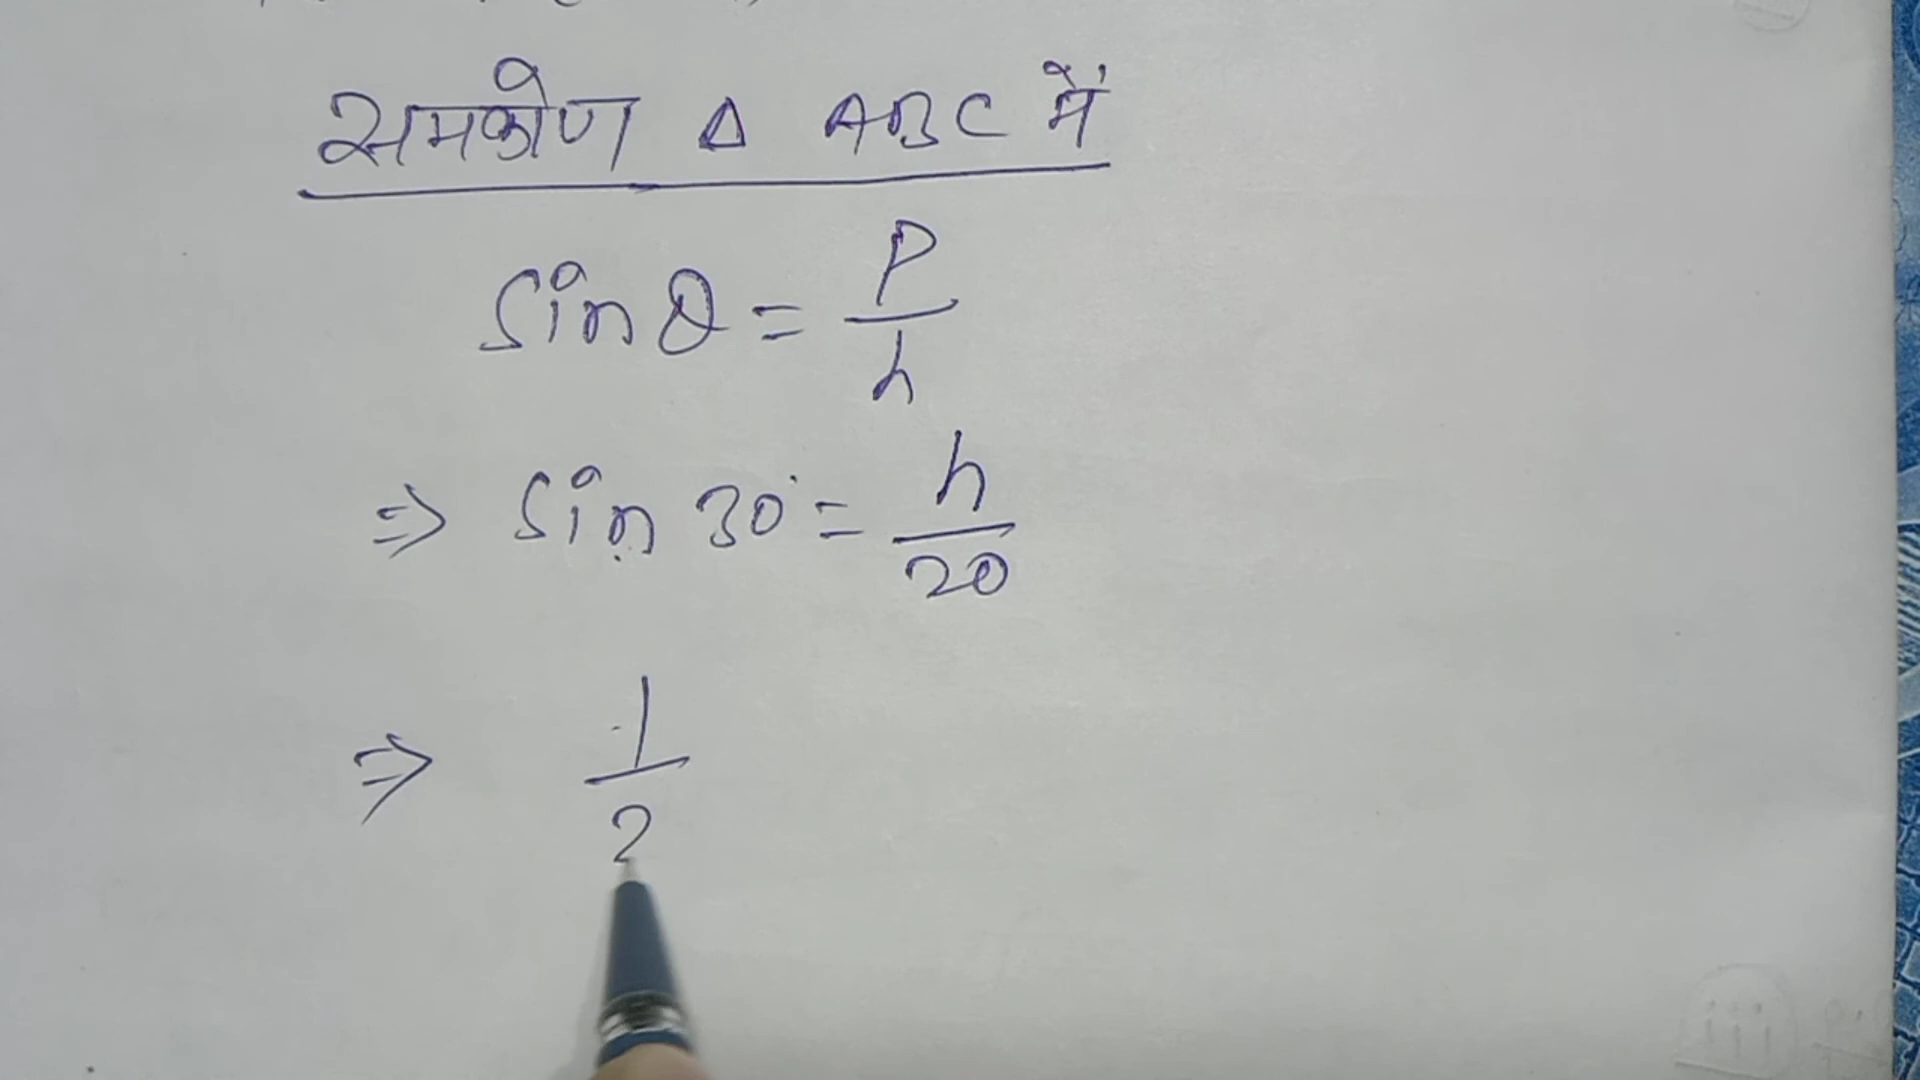 समकोण Δ ABC में
sin θ = P/h
⇒ sin 30° = h/20
⇒ 1/2